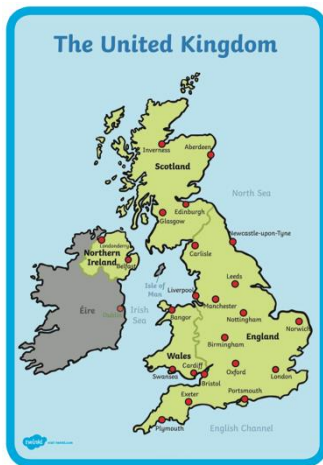 The United Kingdom
Inverness
Aberdeen
Scotland
North Sea
Edinburgh
Glasgow
Newcastle-upon-Tyne
Londonderry
Northern
Ireland
Belfast
Carlisle
Isle of
Man
Leeds
Liverpool
Manchester
Éire
Dublin
Irish
Sea
Bangor
Nottingham
England
Norwich
Birmingham
Wales
Cardiff
Oxford
London
Swansea
Bristol
Portsmouth
Exeter
Plymouth
English Channel
twinkl